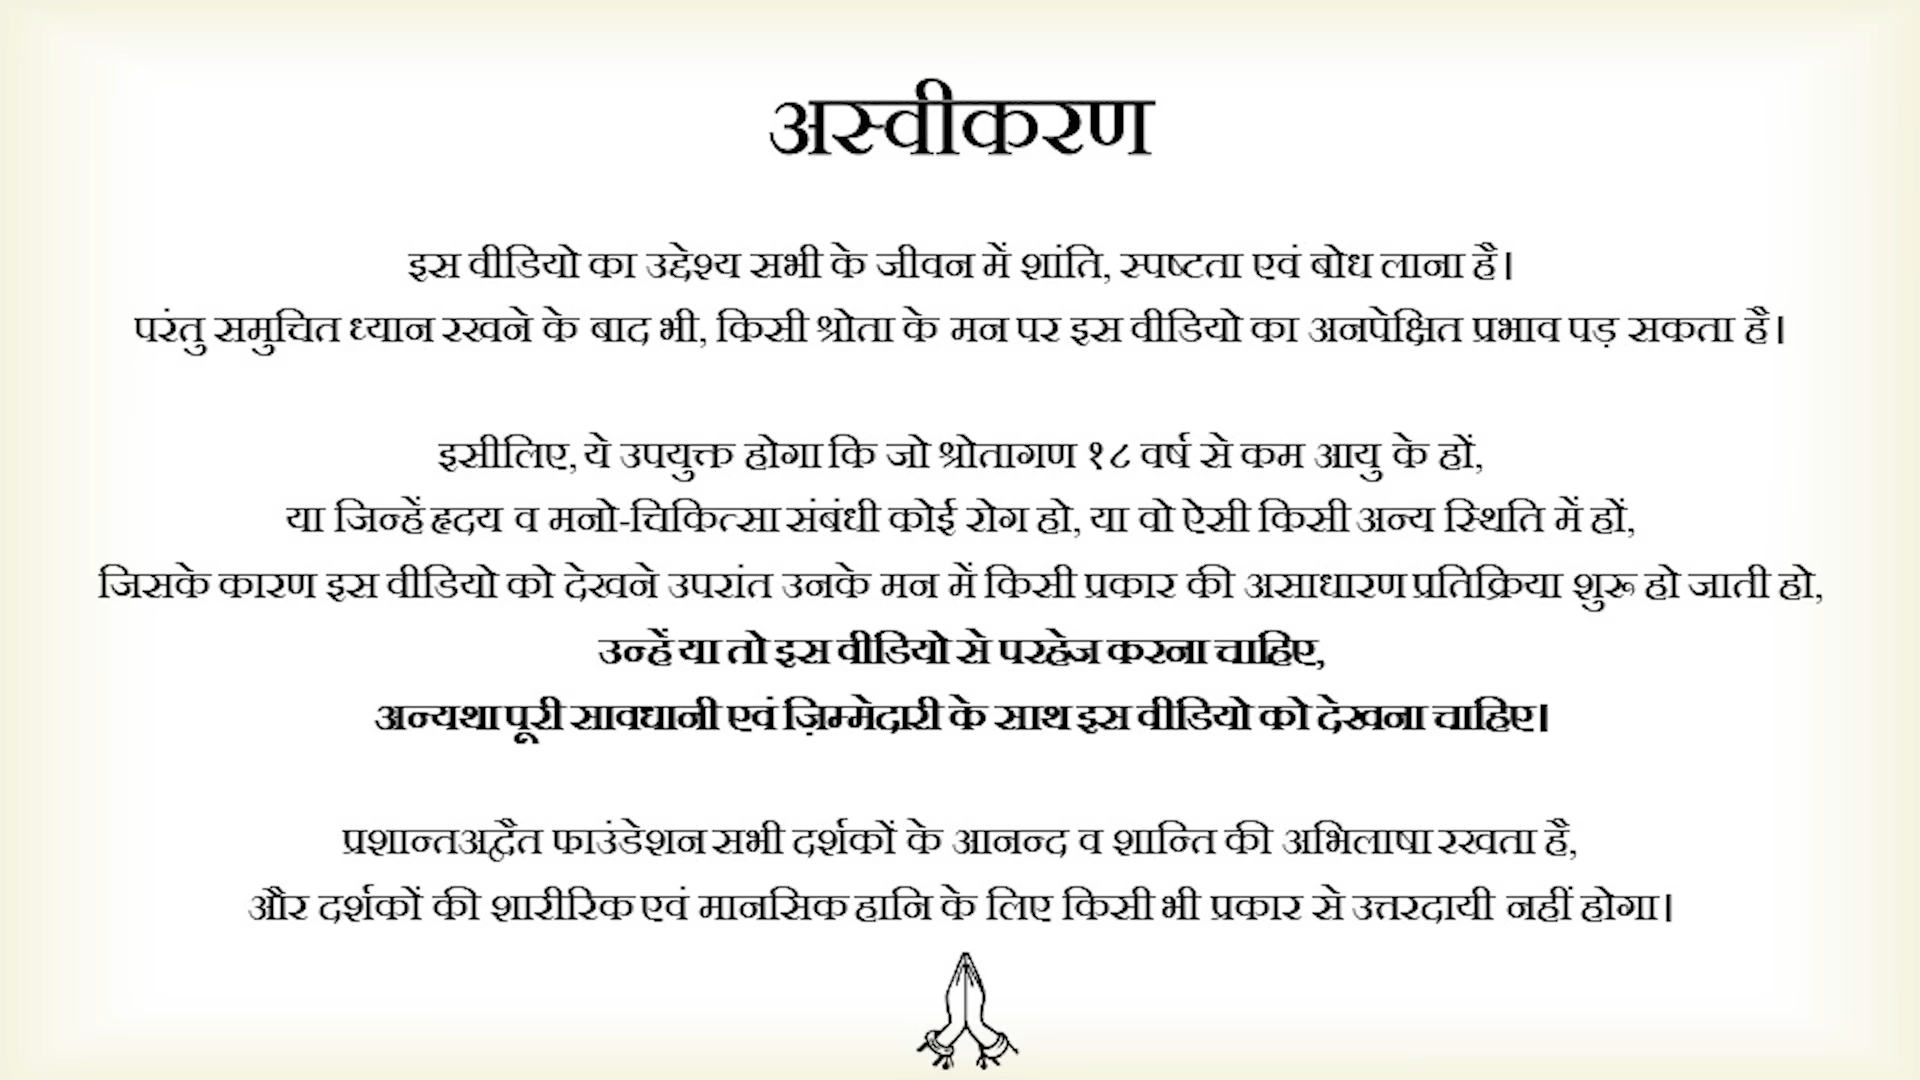 अस्वीकरण
इस वीडियो का उद्देश्य सभी के जीवन में शांति, स्पष्टता एवं बोध लाना है।
परंतु समुचित ध्यान रखने के बाद भी, किसी श्रोता के मन पर इस वीडियो का अनपेक्षित प्रभाव पड़ सकता है।
इसीलिए, ये उपयुक्त होगा कि जो श्रोतागण १८ वर्ष से कम आयु के हों,
या जिन्हें हृदय व मनो-चिकित्सा संबंधी कोई रोग हो, या वो ऐसी किसी अन्य स्थिति में हों,
जिसके कारण इस वीडियो को देखने उपरांत उनके मन में किसी प्रकार की असाधारण प्रतिक्रिया शुरू हो जाती हो,
उन्हें या तो इस वीडियो से परहेज करना चाहिए,
अन्यथा पूरी सावधानी एवं ज़िम्मेदारी के साथ इस वीडियो को देखना चाहिए।
प्रशान्तअद्वैत फाउंडेशन सभी दर्शकों के आनन्द व शान्ति की अभिलाषा रखता है,
और दर्शकों की शारीरिक एवं मानसिक हानि के लिए किसी भी प्रकार से उत्तरदायी नहीं होगा।